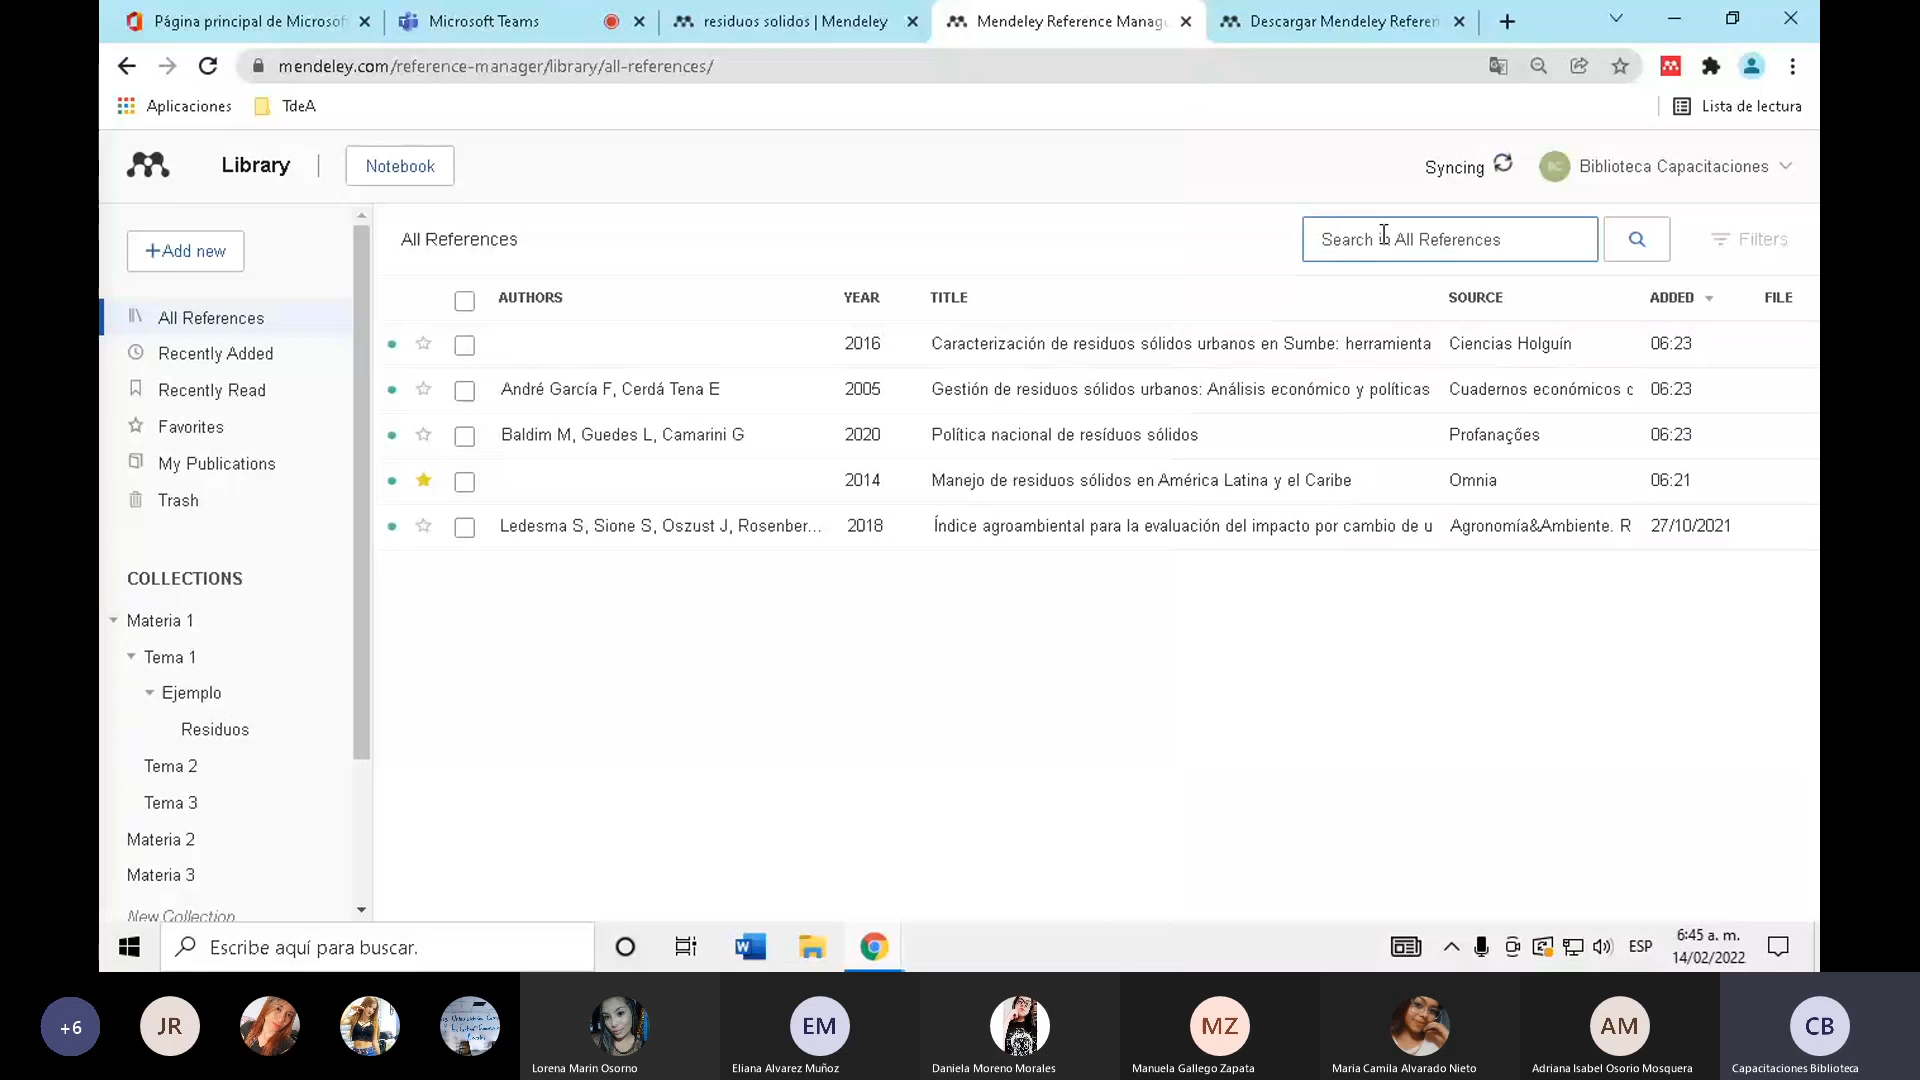 Página principal de Microsof
Microsoft Teams
residuos solidos | Mendeley
Mendeley Reference Manag
Descargar Mendeley Referen
mendeley.com/reference-manager/library/all-references/
Aplicaciones
TdeA
Lista de lectura
Library
Notebook
Syncing
Biblioteca Capacitaciones
+Add new
All References
Search All References
Filters
AUTHORS YEAR TITLE SOURCE ADDED FILE
All References
Recently Added
Recently Read
Favorites
My Publications
Trash
2016 Caracterización de residuos sólidos urbanos en Sumbe: herramienta Ciencias Holguín 06:23
André García F, Cerdá Tena E 2005 Gestión de residuos sólidos urbanos: Análisis económico y políticas Cuadernos económicos c 06:23
Baldim M, Guedes L, Camarini G 2020 Política nacional de resíduos sólidos Profanações 06:23
2014 Manejo de residuos sólidos en América Latina y el Caribe Omnia 06:21
Ledesma S, Sione S, Oszust J, Rosenber... 2018 Índice agroambiental para la evaluación del impacto por cambio de u Agronomía&Ambiente. R 27/10/2021
COLLECTIONS
Materia 1
Tema 1
Ejemplo
Residuos
Tema 2
Tema 3
Materia 2
Materia 3
New Collection
Escribe aquí para buscar.
ESP
6:45 a. m.
14/02/2022
+6
JR
EM
MZ
AM
CB
Lorena Marin Osorno
Eliana Alvarez Muñoz
Daniela Moreno Morales
Manuela Gallego Zapata
Maria Camila Alvarado Nieto
Adriana Isabel Osorio Mosquera
Capacitaciones Biblioteca